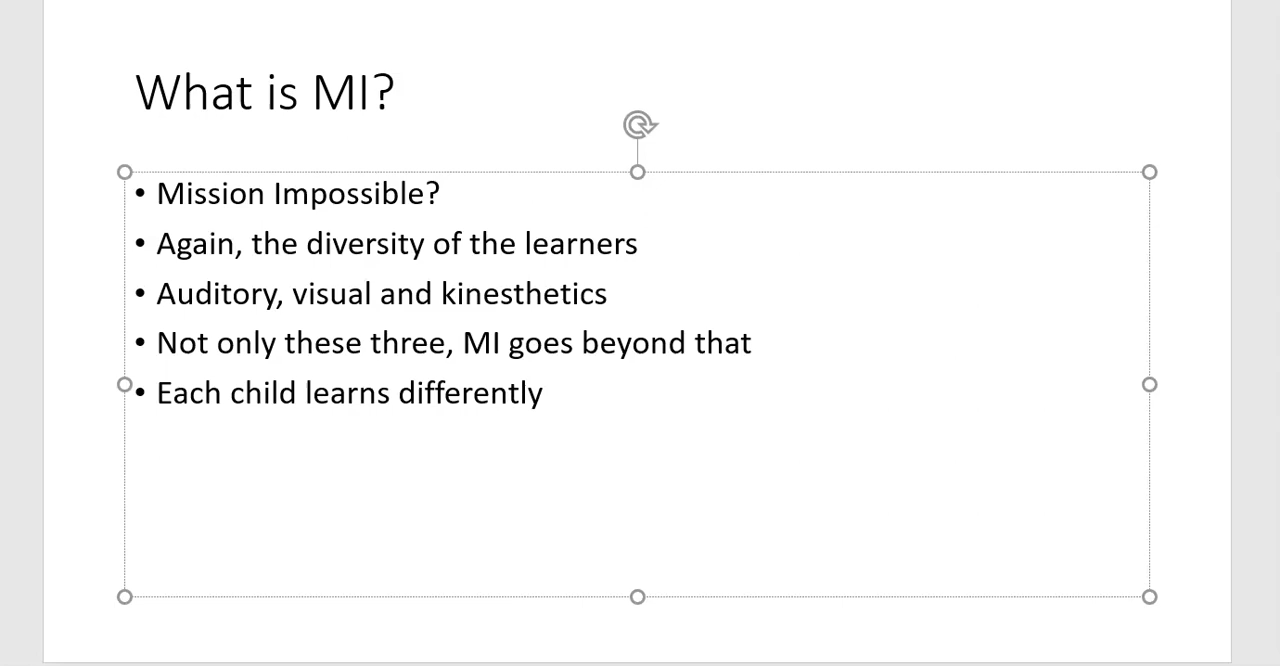 What is MI?
• Mission Impossible?
• Again, the diversity of the learners
• Auditory, visual and kinesthetics
• Not only these three, MI goes beyond that
• Each child learns differently